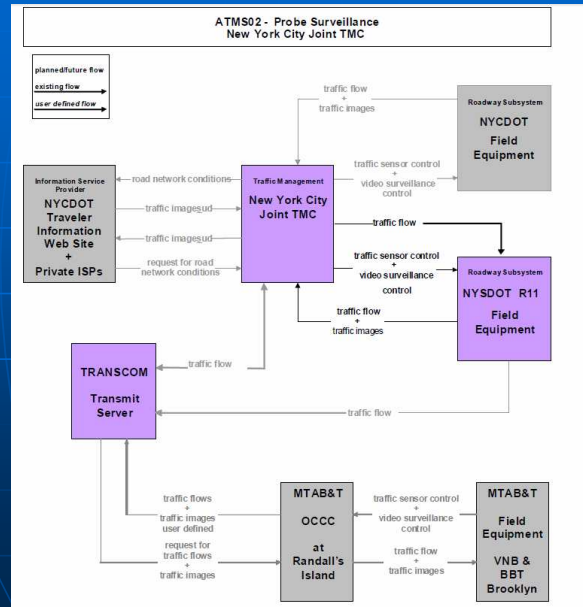 ATMS02 - Probe Surveillance
New York City Joint TMC
planned/future flow
existing flow
user defined flow
traffic flow
+
traffic images
Roadway Subsystem
NYCDOT
Field
Equipment
Information Service
Provider
NYCDOT
Traveler
Information
Web Site
+
Private ISPs
road network conditions
traffic imagesud
traffic imagesud
request for road
network conditions
Traffic Management
New York City
Joint TMC
traffic sensor control
+
video surveillance
control
traffic flow
traffic sensor control
+
video surveillance
control
traffic flow
+
traffic images
Roadway Subsystem
NYSDOT R11
Field
Equipment
TRANSCOM
Transmit
Server
traffic flow
traffic flow
traffic flows
+
traffic images
user defined
request for
traffic flows
+
traffic images
MTAB&T
OCCC
at
Randall's
Island
traffic sensor control
+
video surveillance
control
traffic flow
+
traffic images
MTAB&T
Field
Equipment
VNB &
BBT
Brooklyn